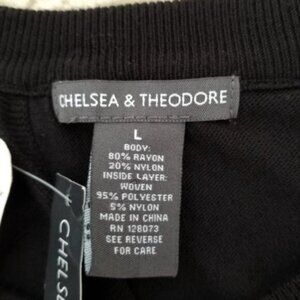 CHELSEA & THEODORE
L
BODY:
80% RAYON
20% NYLON
INSIDE LAYER:
WOVEN
95% POLYESTER
5% NYLON
MADE IN CHINA
RN 128073
SEE REVERSE
FOR CARE
CHELS